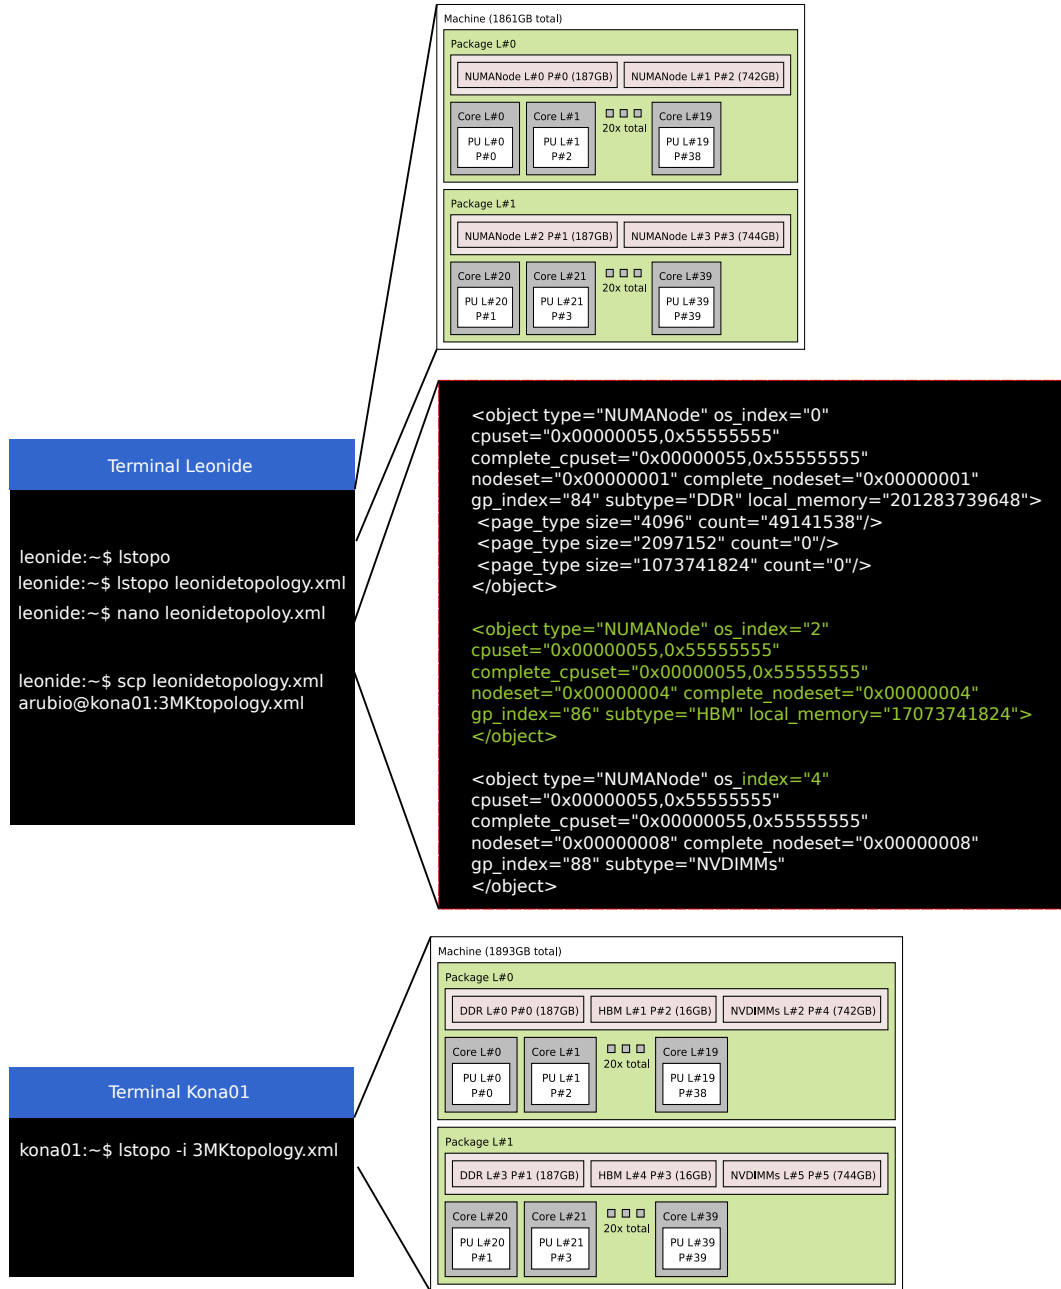 Machine (1861GB total)
Package L#0
NUMANode L#0 P#0 (187GB)
NUMANode L#1 P#2 (742GB)
Core L#0
PU L#0
P#0
Core L#1
PU L#1
P#2
20x total
Core L#19
PU L#19
P#38
Package L#1
NUMANode L#2 P#1 (187GB)
NUMANode L#3 P#3 (744GB)
Core L#20
PU L#20
P#1
Core L#21
PU L#21
P#3
20x total
Core L#39
PU L#39
P#39
Terminal Leonide
leonide:~$ lstopo
leonide:~$ lstopo leonidetopology.xml
leonide:~$ nano leonidetopoloy.xml
leonide:~$ scp leonidetopology.xml
arubio@kona01:3MKtopology.xml
<object type="NUMANode" os_index="0"
cpuset="0x00000055,0x55555555"
complete_cpuset="0x00000055,0x55555555"
nodeset="0x00000001" complete_nodeset="0x00000001"
gp_index="84" subtype="DDR" local_memory="201283739648">
<page_type size="4096" count="49141538"/>
<page_type size="2097152" count="0"/>
<page_type size="1073741824" count="0"/>
</object>
<object type="NUMANode" os_index="2"
cpuset="0x00000055,0x55555555"
complete_cpuset="0x00000055,0x55555555"
nodeset="0x00000004" complete_nodeset="0x00000004"
gp_index="86" subtype="HBM" local_memory="17073741824">
</object>
<object type="NUMANode" os_index="4"
cpuset="0x00000055,0x55555555"
complete_cpuset="0x00000055,0x55555555"
nodeset="0x00000008" complete_nodeset="0x00000008"
gp_index="88" subtype="NVDIMMs"
</object>
Terminal Kona01
kona01:~$ lstopo -i 3MKtopology.xml
Machine (1893GB total)
Package L#0
DDR L#0 P#0 (187GB)
HBM L#1 P#2 (16GB)
NVDIMMs L#2 P#4 (742GB)
Core L#0
PU L#0
P#0
Core L#1
PU L#1
P#2
20x total
Core L#19
PU L#19
P#38
Package L#1
DDR L#3 P#1 (187GB)
HBM L#4 P#3 (16GB)
NVDIMMs L#5 P#5 (744GB)
Core L#20
PU L#20
P#1
Core L#21
PU L#21
P#3
20x total
Core L#39
PU L#39
P#39